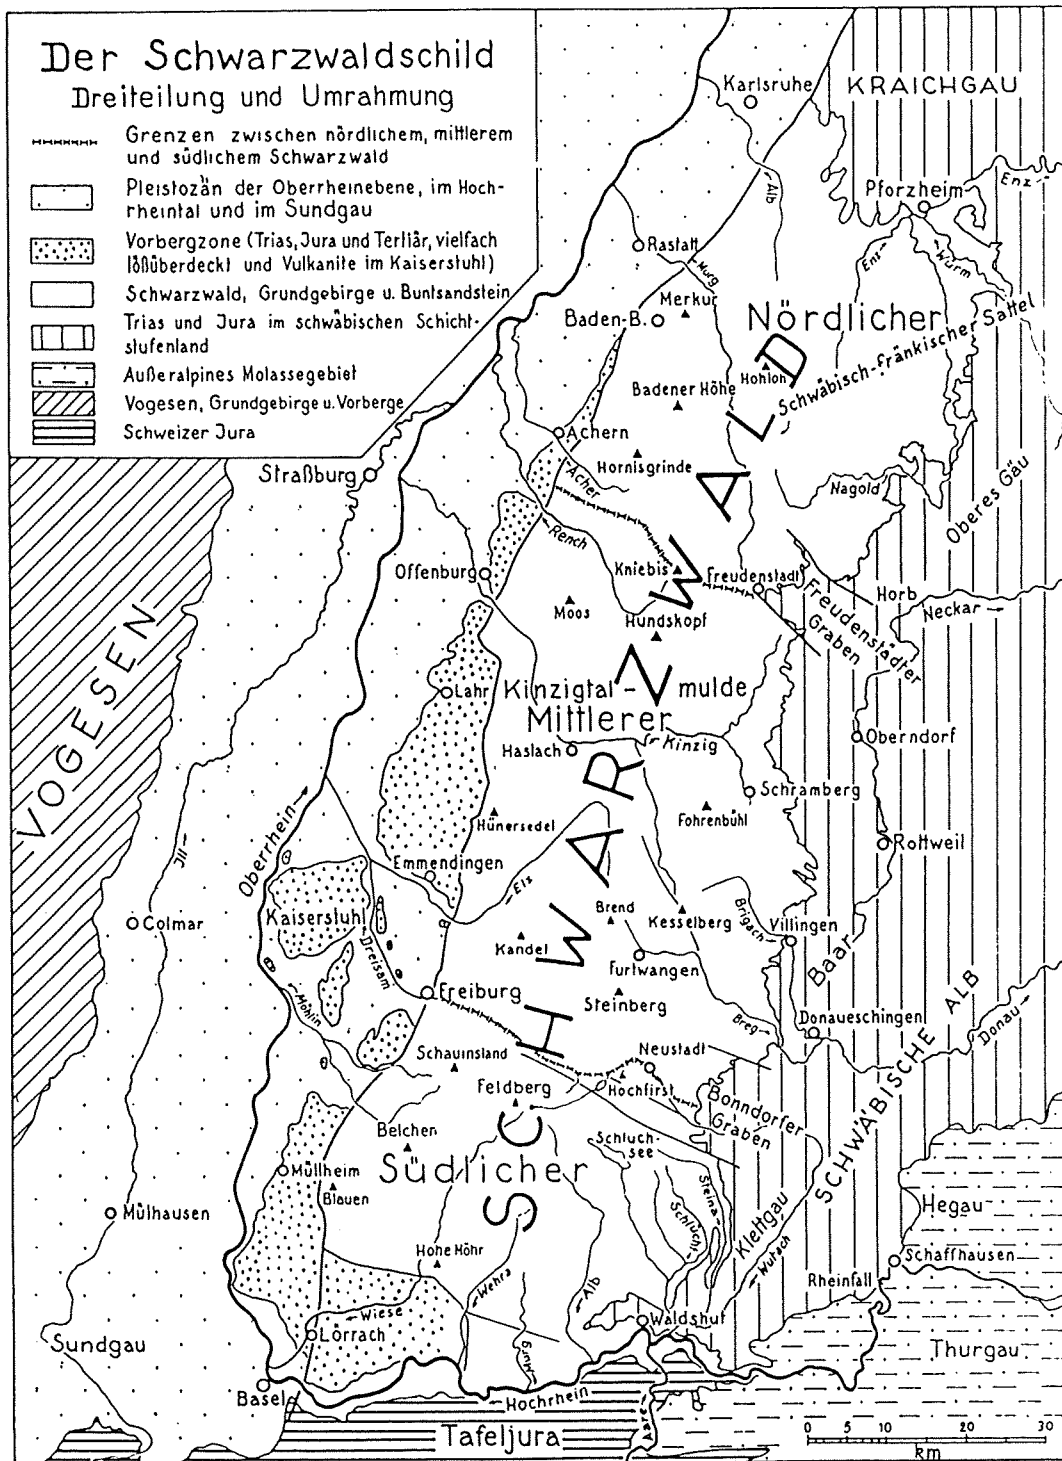 Der Schwarzwaldschild
Dreiteilung und Umrahmung
Grenzen zwischen nördlichem, mittlerem
und südlichem Schwarzwald
Pleistozän der Oberrheinebene, im Hoch-
rheintal und im Sundgau
Vorbergzone (Trias, Jura und Tertiär, vielfach
lößüberdeckt und Vulkanite im Kaiserstuhl)
Schwarzwald, Grundgebirge u. Buntsandstein
Trias und Jura im schwäbischen Schicht-
stufenland
Außeralpines Molassegebiet
Vogesen, Grundgebirge u. Vorberge
Schweizer Jura
Karlsruhe
KRAICHGAU
Alb
Pforzheim
Enz
Enz
Würm
Rastatt
Murg
Merkur
Baden-B.
Nördlicher
Hohloh
Schwäbisch-fränkischer Sattel
Badener Höhe
Achern
Hornisgrinde
Acher
Straßburg
Nagold
Oberes Gäu
Rench
Offenburg
Kniebis
Freudenstadt
Horb
Neckar
Moos
Hundskopf
Freudenstädter
Graben
SCHWARZWALD
VOGESEN
Lahr
Kinzigtal-mulde
Mittlerer
Haslach
Kinzig
Oberndorf
Schramberg
Hünersedel
Fohrenbühl
Rottweil
Oberrhein
Ill
Emmendingen
Elz
Kaiserstuhl
Colmar
Dreisam
Brend
Kesselberg
Brigach
Villingen
Kandel
Furtwangen
Baar
Freiburg
Steinberg
Möhlin
Breg
Donaueschingen
Donau
Schauinsland
Neustadt
SCHWÄBISCHE ALB
Feldberg
Hochfirst
Bonndorfer
Graben
Belchen
Schluch-
see
Südlicher
Müllheim
Blauen
Steina
Schlücht
Klettgau
Wutach
Mülhausen
Hegau
Hohe Höhr
Schaffhausen
Wehra
Alb
Rheinfall
Wiese
Waldshut
Lörrach
Sundgau
Murg
Thurgau
Basel
Hochrhein
Aare
Tafeljura
0 5 10 20 30
km